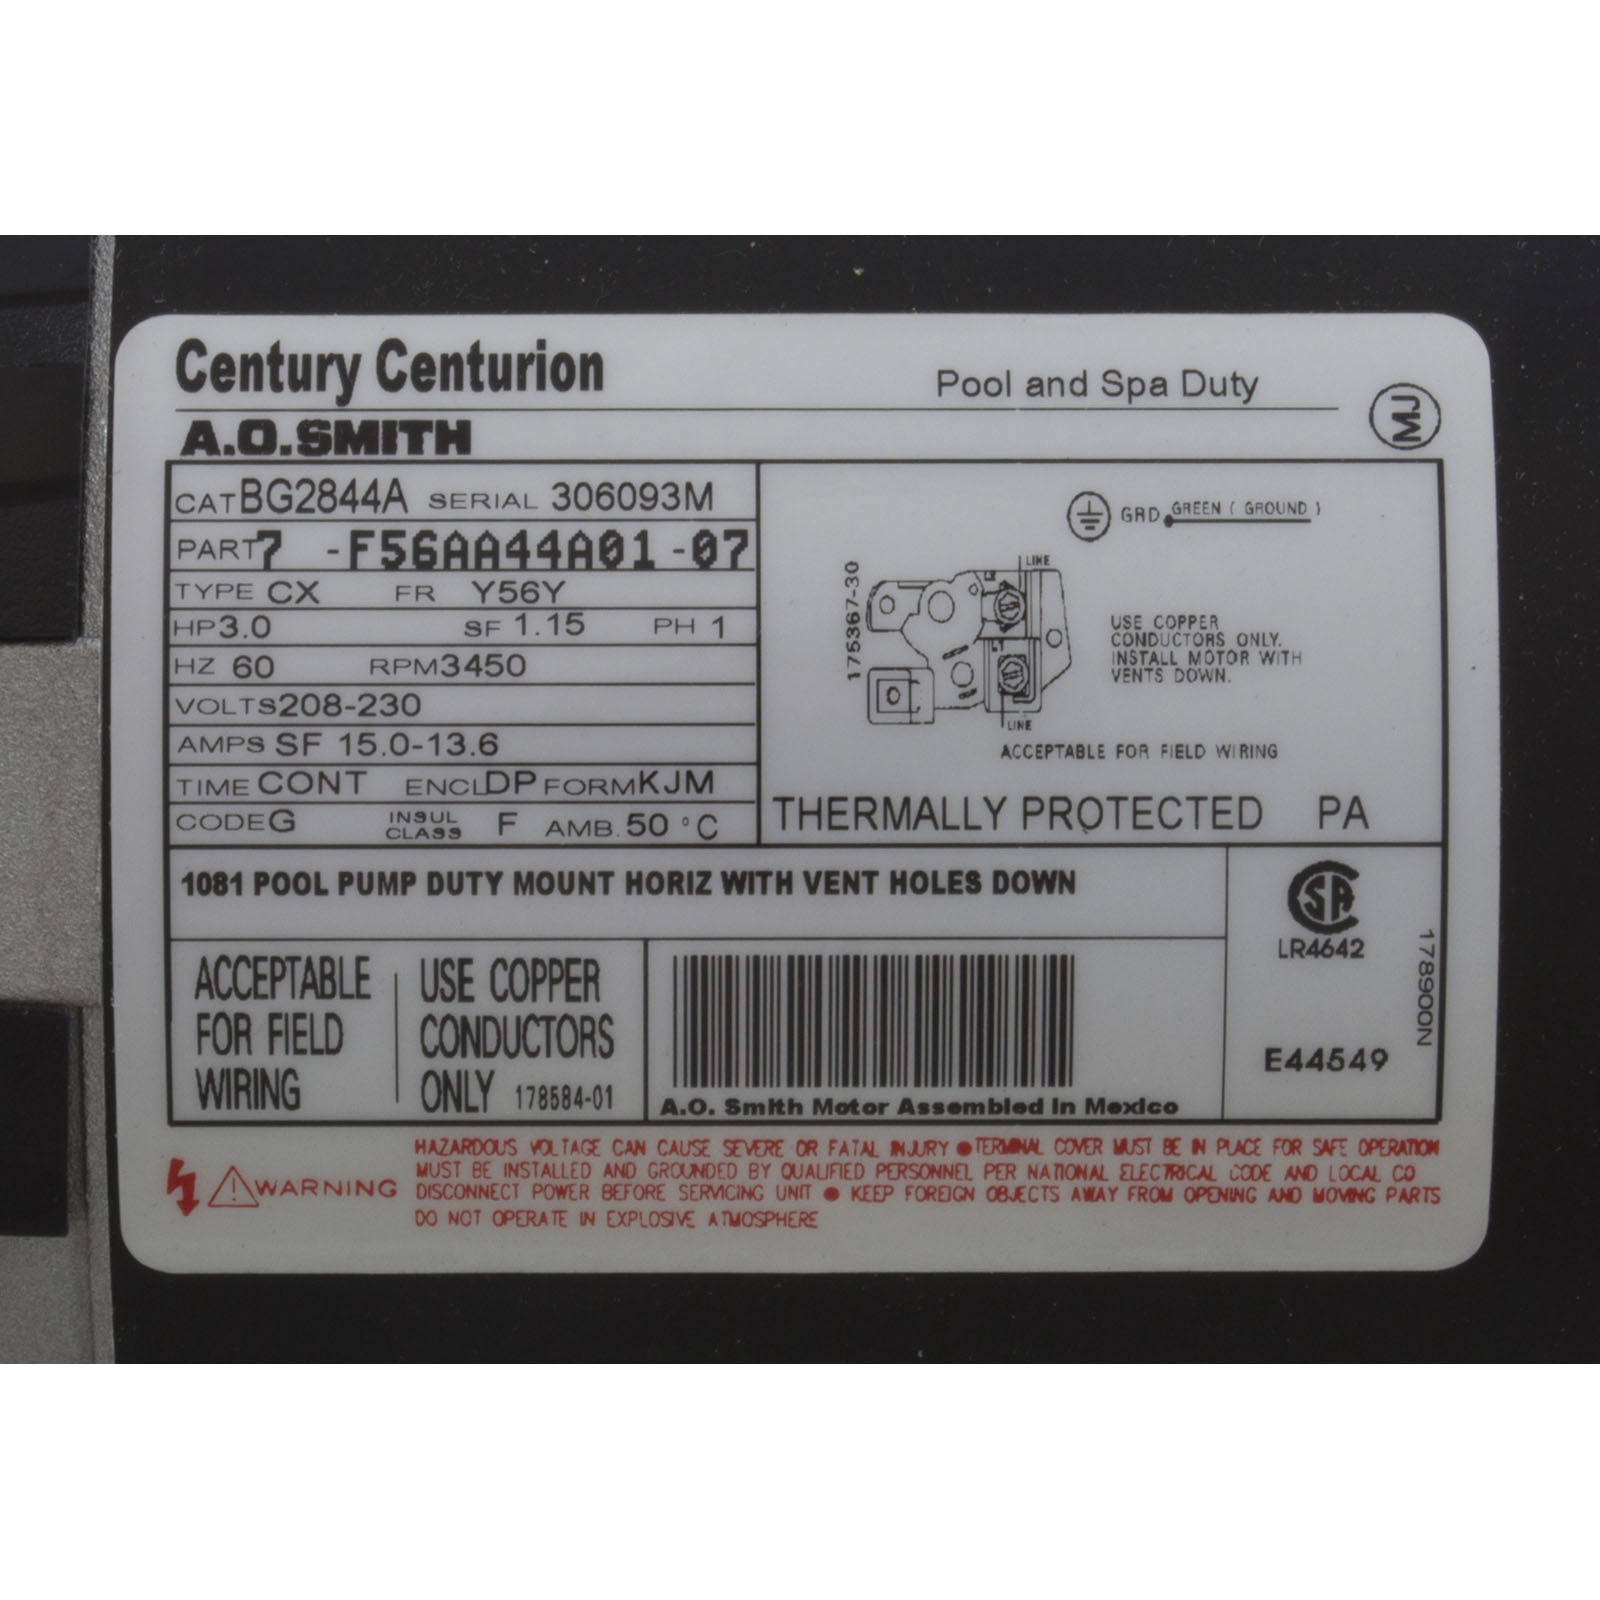 Century Centurion
Pool and Spa Duty
MJ
A.O.SMITH
CAT BG2844A SERIAL 306093M
PART 7 -F56AA44A01-07
TYPE CX FR Y56Y
HP 3.0 SF 1.15 PH 1
HZ 60 RPM 3450
VOLTS 208-230
AMPS SF 15.0-13.6
TIME CONT ENCL DP FORM KJM
CODE G INSUL CLASS F AMB. 50 °C
GRD GREEN ( GROUND )
175367-30
LINE
LINE
USE COPPER
CONDUCTORS ONLY.
INSTALL MOTOR WITH
VENTS DOWN.
ACCEPTABLE FOR FIELD WIRING
THERMALLY PROTECTED PA
1081 POOL PUMP DUTY MOUNT HORIZ WITH VENT HOLES DOWN
SA
LR4642
178900N
E44549
ACCEPTABLE
FOR FIELD
WIRING
USE COPPER
CONDUCTORS
ONLY 178584-01
A.O. Smith Motor Assembled In Mexico
WARNING
HAZARDOUS VOLTAGE CAN CAUSE SEVERE OR FATAL INJURY ● TERMINAL COVER MUST BE IN PLACE FOR SAFE OPERATION
MUST BE INSTALLED AND GROUNDED BY QUALIFIED PERSONNEL PER NATIONAL ELECTRICAL CODE AND LOCAL CO
DISCONNECT POWER BEFORE SERVICING UNIT ● KEEP FOREIGN OBJECTS AWAY FROM OPENING AND MOVING PARTS
DO NOT OPERATE IN EXPLOSIVE ATMOSPHERE